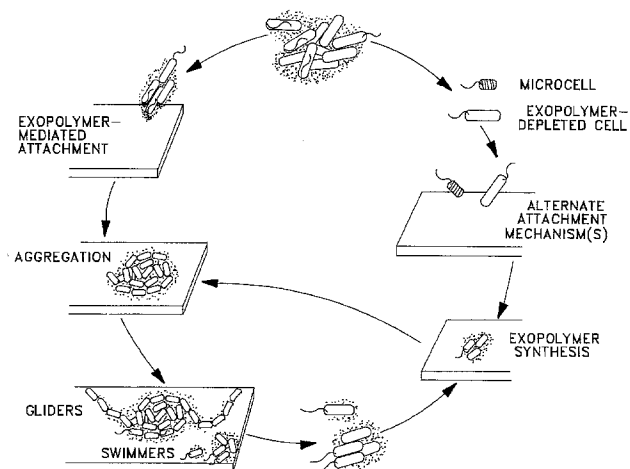 MICROCELL
EXOPOLYMER-
DEPLETED CELL
EXOPOLYMER-
MEDIATED
ATTACHMENT
ALTERNATE
ATTACHMENT
MECHANISM(S)
AGGREGATION
EXOPOLYMER
SYNTHESIS
GLIDERS
SWIMMERS